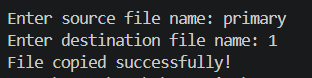 Enter source file name: primary
Enter destination file name: 1
File copied successfully!